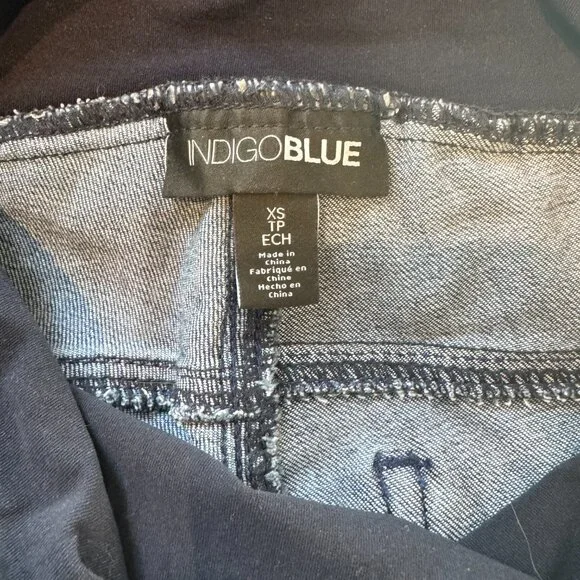 INDIGOBLUE
XS
TP
ECH
Made in
China
Fabriqué en
Chine
Hecho en
China